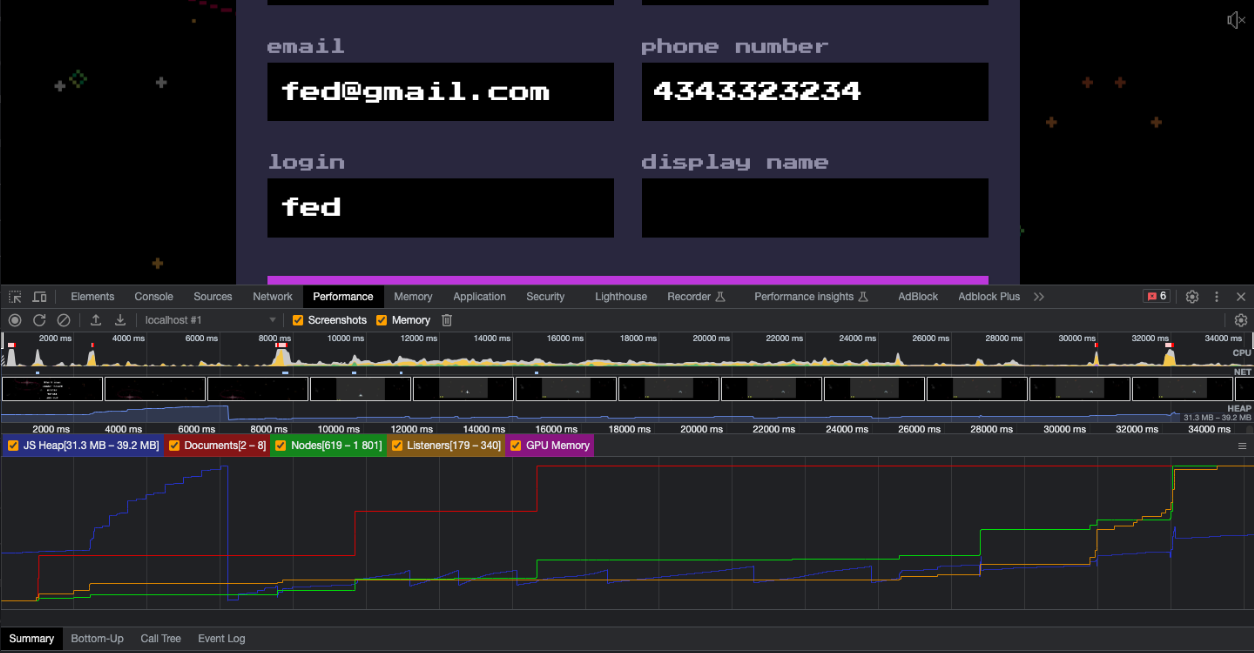 email phone number
fed@gmail.com 4343323234
login display name
fed
Elements Console Sources Network Performance Memory Application Security Lighthouse Recorder Performance insights AdBlock Adblock Plus 6
localhost #1 Screenshots Memory
2000 ms 4000 ms 6000 ms 8000 ms 10000 ms 12000 ms 14000 ms 16000 ms 18000 ms 20000 ms 22000 ms 24000 ms 26000 ms 28000 ms 30000 ms 32000 ms 34000 ms
CPU
NET
HEAP
31.3 MB – 39.2 MB
2000 ms 4000 ms 6000 ms 8000 ms 10000 ms 12000 ms 14000 ms 16000 ms 18000 ms 20000 ms 22000 ms 24000 ms 26000 ms 28000 ms 30000 ms 32000 ms 34000 ms
JS Heap[31.3 MB – 39.2 MB] Documents[2 – 8] Nodes[619 – 1 801] Listeners[179 – 340] GPU Memory
Summary Bottom-Up Call Tree Event Log